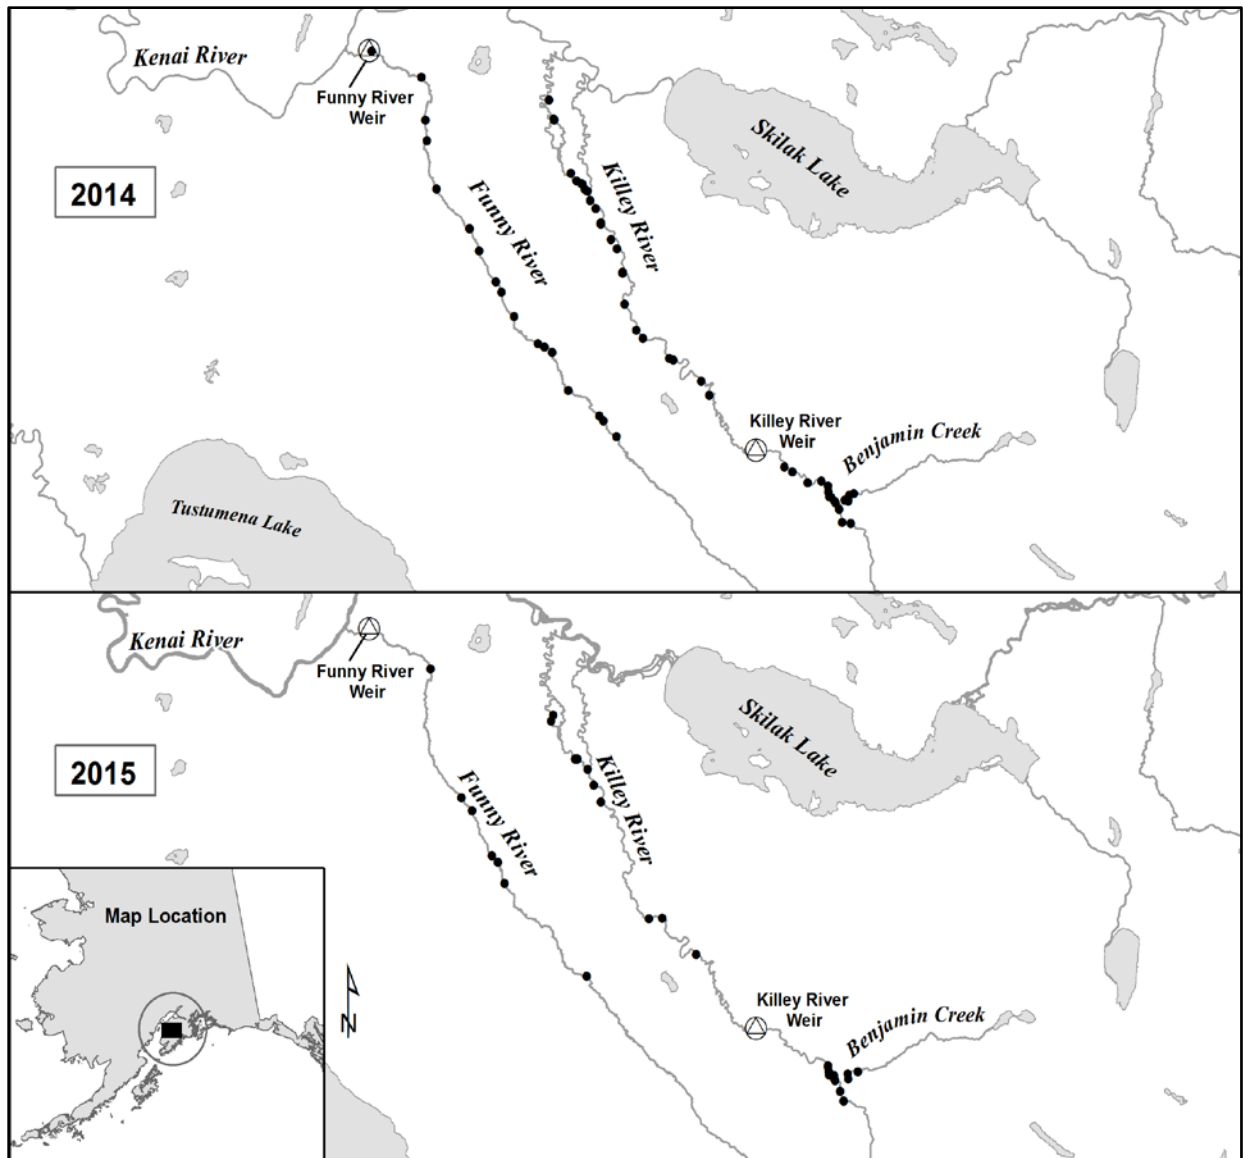 Kenai River
Funny River
Weir
Skilak Lake
2014
Funny River
Killey River
Killey River
Weir
Benjamin Creek
Tustumena Lake
Kenai River
Funny River
Weir
Skilak Lake
2015
Funny River
Killey River
Map Location
N
Killey River
Weir
Benjamin Creek